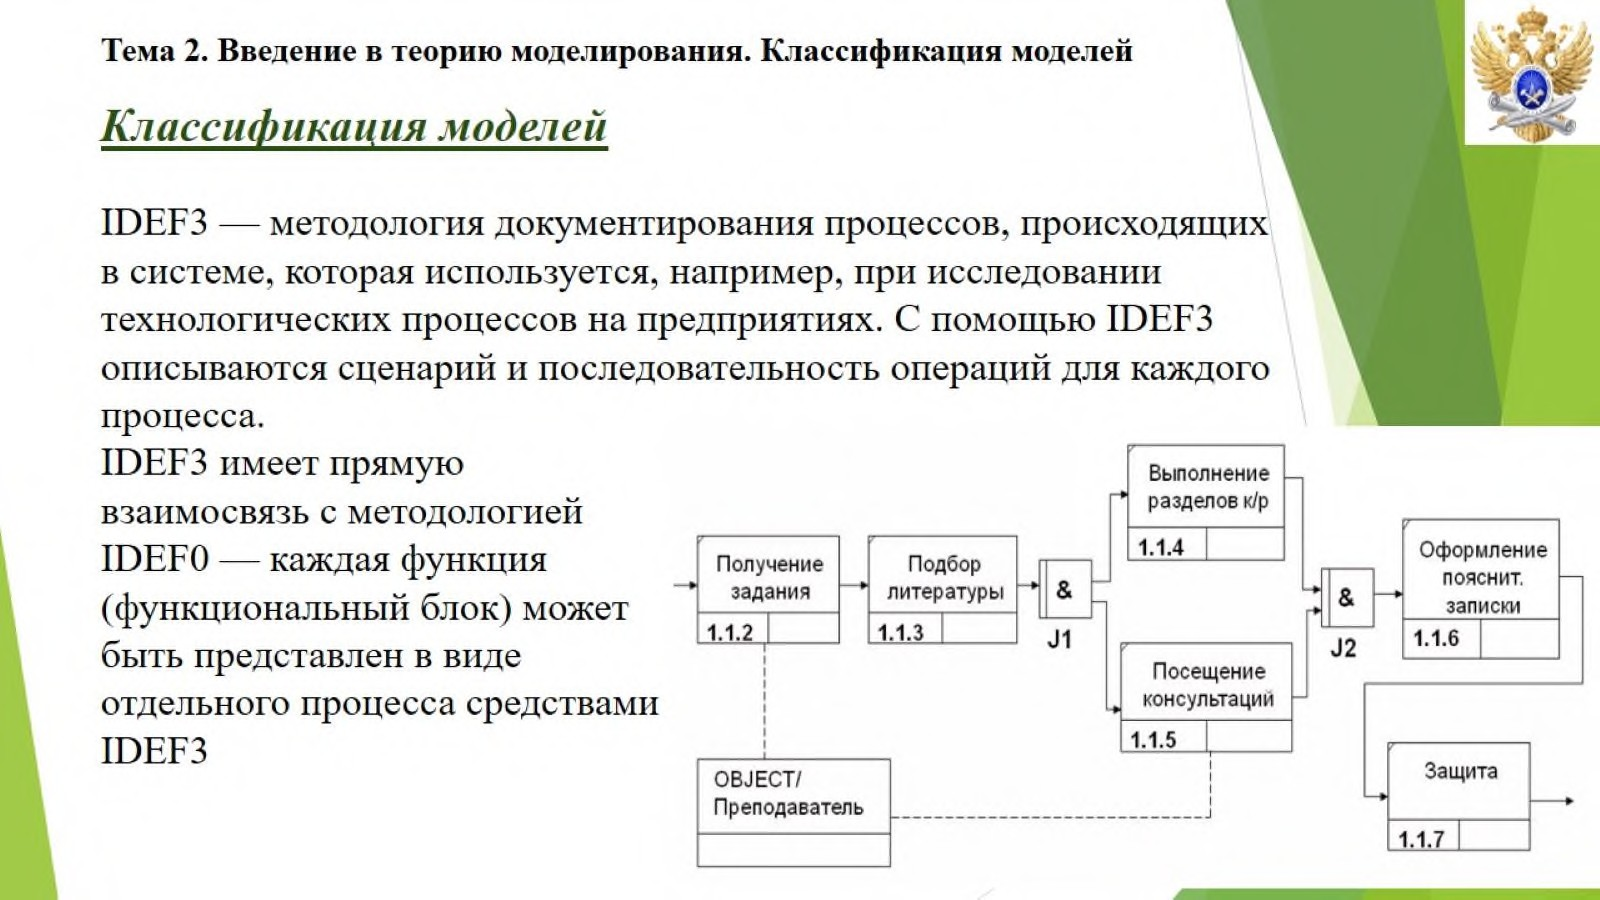 Тема 2. Введение в теорию моделирования. Классификация моделей
Классификация моделей
IDEF3 — методология документирования процессов, происходящих
в системе, которая используется, например, при исследовании
технологических процессов на предприятиях. С помощью IDEF3
описываются сценарий и последовательность операций для каждого
процесса.
IDEF3 имеет прямую
взаимосвязь с методологией
IDEF0 — каждая функция
(функциональный блок) может
быть представлен в виде
отдельного процесса средствами
IDEF3
Получение
задания
1.1.2
Подбор
литературы
1.1.3
&
J1
Выполнение
разделов к/р
1.1.4
Посещение
консультаций
1.1.5
&
J2
Оформление
пояснит.
записки
1.1.6
Защита
1.1.7
OBJECT/
Преподаватель